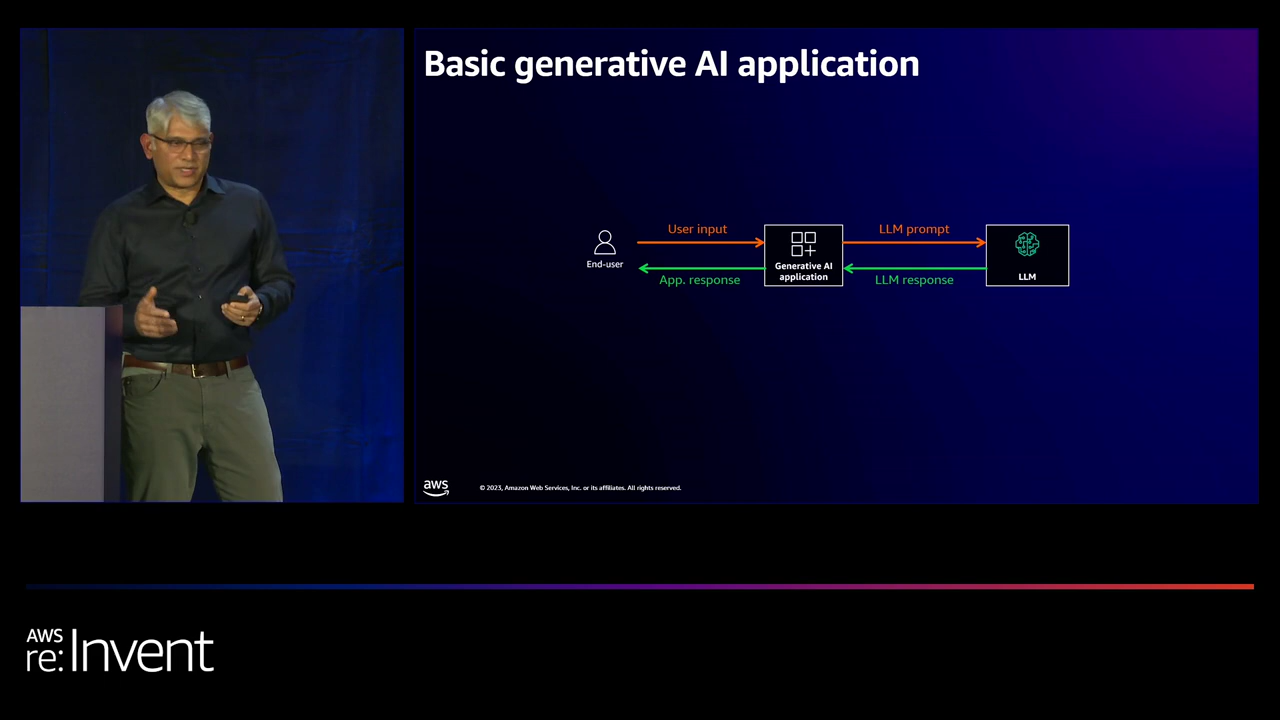 Basic generative AI application
User input
LLM prompt
End-user
Generative AI
application
LLM
App. response
LLM response
aws
© 2023, Amazon Web Services, Inc. or its affiliates. All rights reserved.
AWS
re:Invent